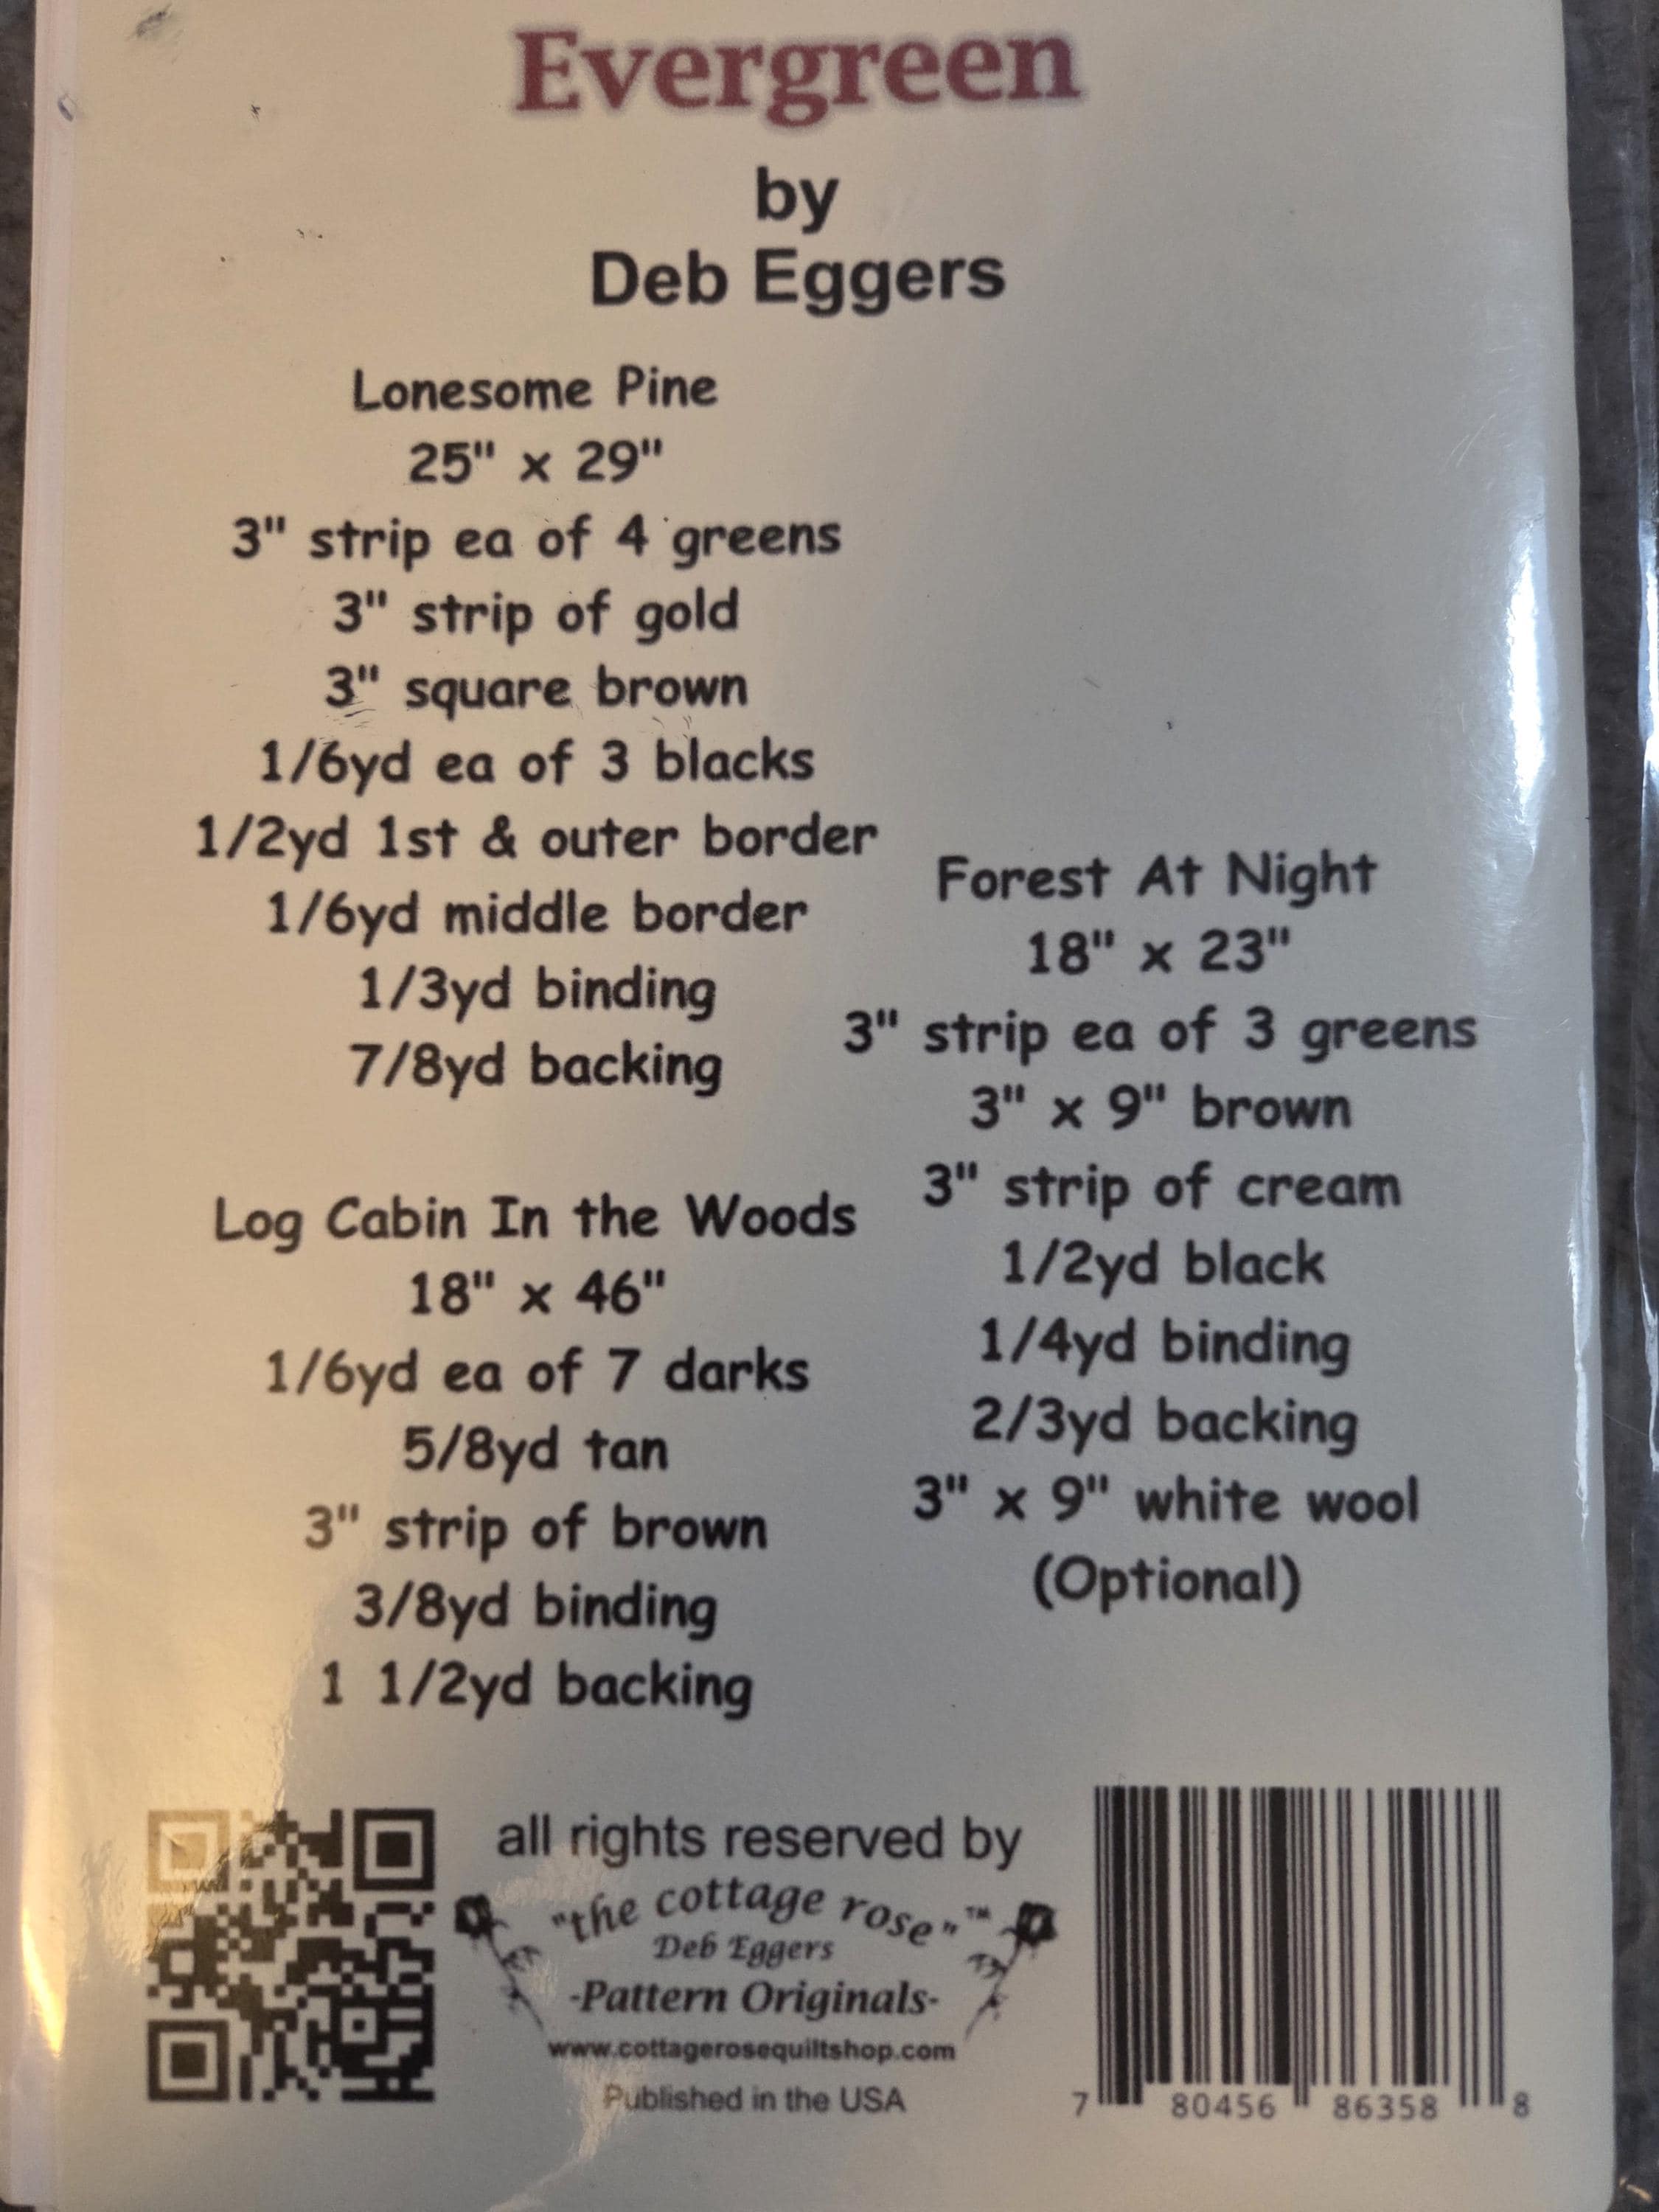 Evergreen
by
Deb Eggers
Lonesome Pine
25" x 29"
3" strip ea of 4 greens
3" strip of gold
3" square brown
1/6yd ea of 3 blacks
1/2yd 1st & outer border
1/6yd middle border
1/3yd binding
7/8yd backing
Log Cabin In the Woods
18" x 46"
1/6yd ea of 7 darks
5/8yd tan
3" strip of brown
3/8yd binding
1 1/2yd backing
Forest At Night
18" x 23"
3" strip ea of 3 greens
3" x 9" brown
3" strip of cream
1/2yd black
1/4yd binding
2/3yd backing
3" x 9" white wool
(Optional)
all rights reserved by
"the cottage rose"™
Deb Eggers
-Pattern Originals-
www.cottagerosequiltshop.com
Published in the USA
7 80456 86358 8